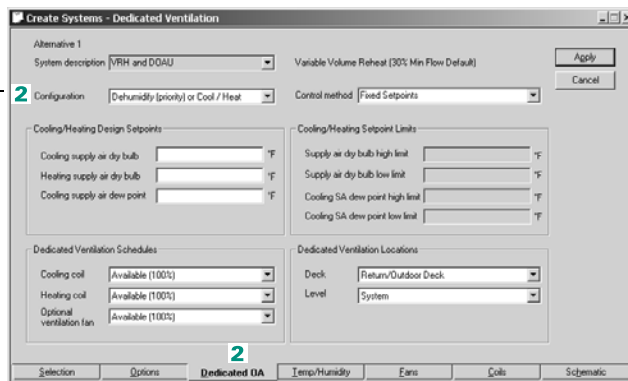 Create Systems - Dedicated Ventilation
Alternative 1
System description VRH and DOAU
Variable Volume Reheat (30% Min Flow Default)
Apply
Cancel
2 Configuration Dehumidify (priority) or Cool / Heat
Control method Fixed Setpoints
Cooling/Heating Design Setpoints
Cooling supply air dry bulb °F
Heating supply air dry bulb °F
Cooling supply air dew point °F
Cooling/Heating Setpoint Limits
Supply air dry bulb high limit °F
Supply air dry bulb low limit °F
Cooling SA dew point high limit °F
Cooling SA dew point low limit °F
Dedicated Ventilation Schedules
Cooling coil Available (100%)
Heating coil Available (100%)
Optional
ventilation fan Available (100%)
Dedicated Ventilation Locations
Deck Return/Outdoor Deck
Level System
2
Selection Options Dedicated OA Temp/Humidity Fans Coils Schematic